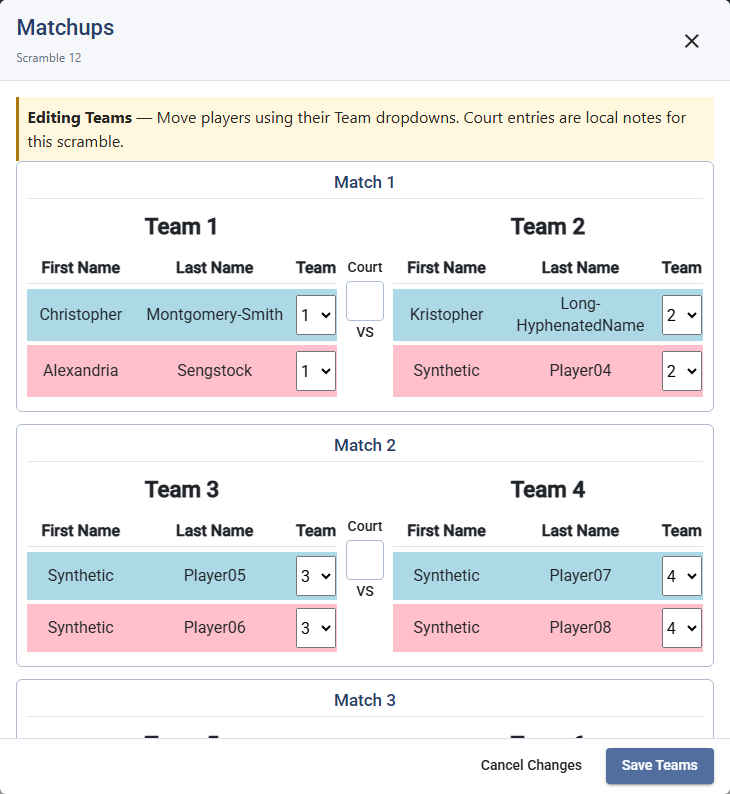 Matchups
Scramble 12
Editing Teams — Move players using their Team dropdowns. Court entries are local notes for
this scramble.
Match 1
Team 1
First Name Last Name Team
Christopher Montgomery-Smith 1
Alexandria Sengstock 1
Court
VS
Team 2
First Name Last Name Team
Kristopher Long-
HyphenatedName 2
Synthetic Player04 2
Match 2
Team 3
First Name Last Name Team
Synthetic Player05 3
Synthetic Player06 3
Court
VS
Team 4
First Name Last Name Team
Synthetic Player07 4
Synthetic Player08 4
Match 3
Cancel Changes
Save Teams